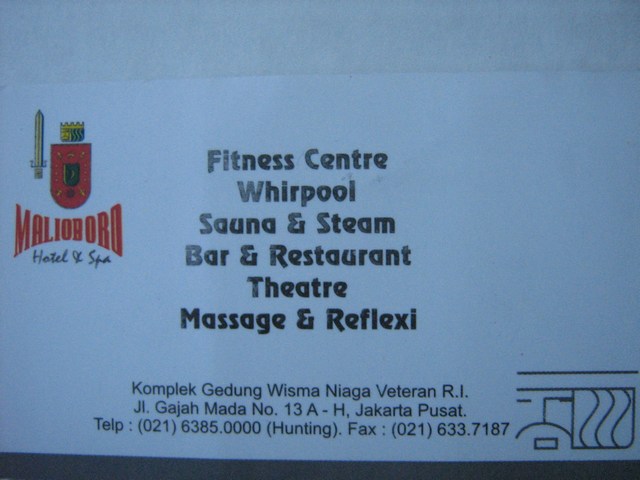 MALIOBORO
Hotel & Spa
Fitness Centre
Whirpool
Sauna & Steam
Bar & Restaurant
Theatre
Massage & Reflexi
Komplek Gedung Wisma Niaga Veteran R.I.
Jl. Gajah Mada No. 13 A - H, Jakarta Pusat.
Telp : (021) 6385.0000 (Hunting). Fax : (021) 633.7187